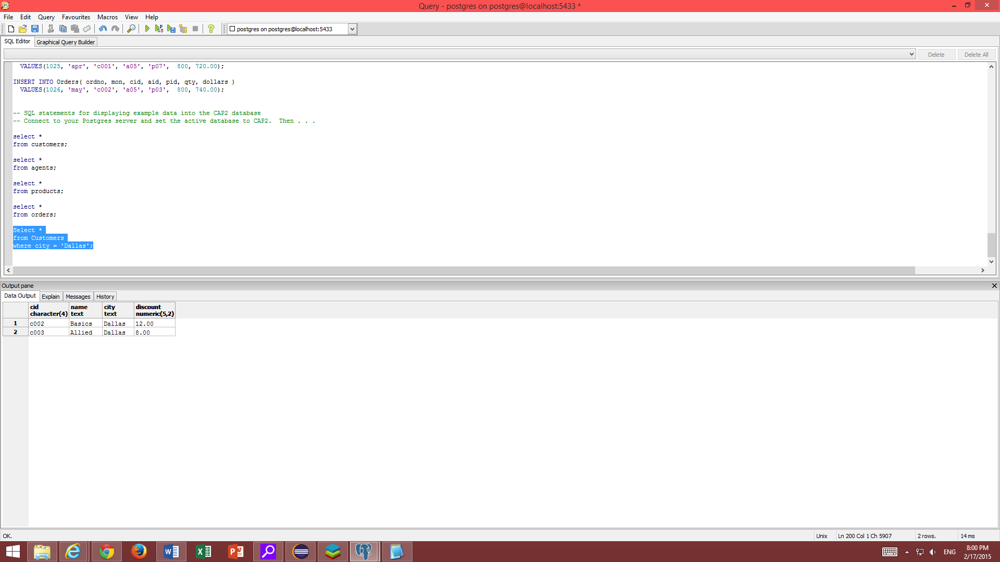 Query - postgres on postgres@localhost:5433 *
File Edit Query Favourites Macros View Help
postgres on postgres@localhost:5433
SQL Editor Graphical Query Builder
Delete Delete All
VALUES(1025, 'apr', 'c001', 'a05', 'p07',  800, 720.00);
INSERT INTO Orders( ordno, mon, cid, aid, pid, qty, dollars )
VALUES(1026, 'may', 'c002', 'a05', 'p03',  800, 740.00);
-- SQL statements for displaying example data into the CAP2 database
-- Connect to your Postgres server and set the active database to CAP2.  Then . . .
select *
from customers;
select *
from agents;
select *
from products;
select *
from orders;
Select *
from Customers
where city = 'Dallas';
Output pane
Data Output Explain Messages History
cid name city discount
character(4) text text numeric(5,2)
1 c002 Basics Dallas 12.00
2 c003 Allied Dallas 8.00
OK. Unix Ln 200 Col 1 Ch 5907 2 rows. 14 ms
ENG 8:00 PM
2/17/2015